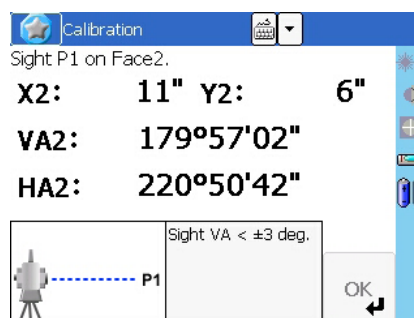 Calibration
Sight P1 on Face2.
X2: 11" Y2: 6"
VA2: 179°57'02"
HA2: 220°50'42"
Sight VA < ±3 deg.
P1
OK